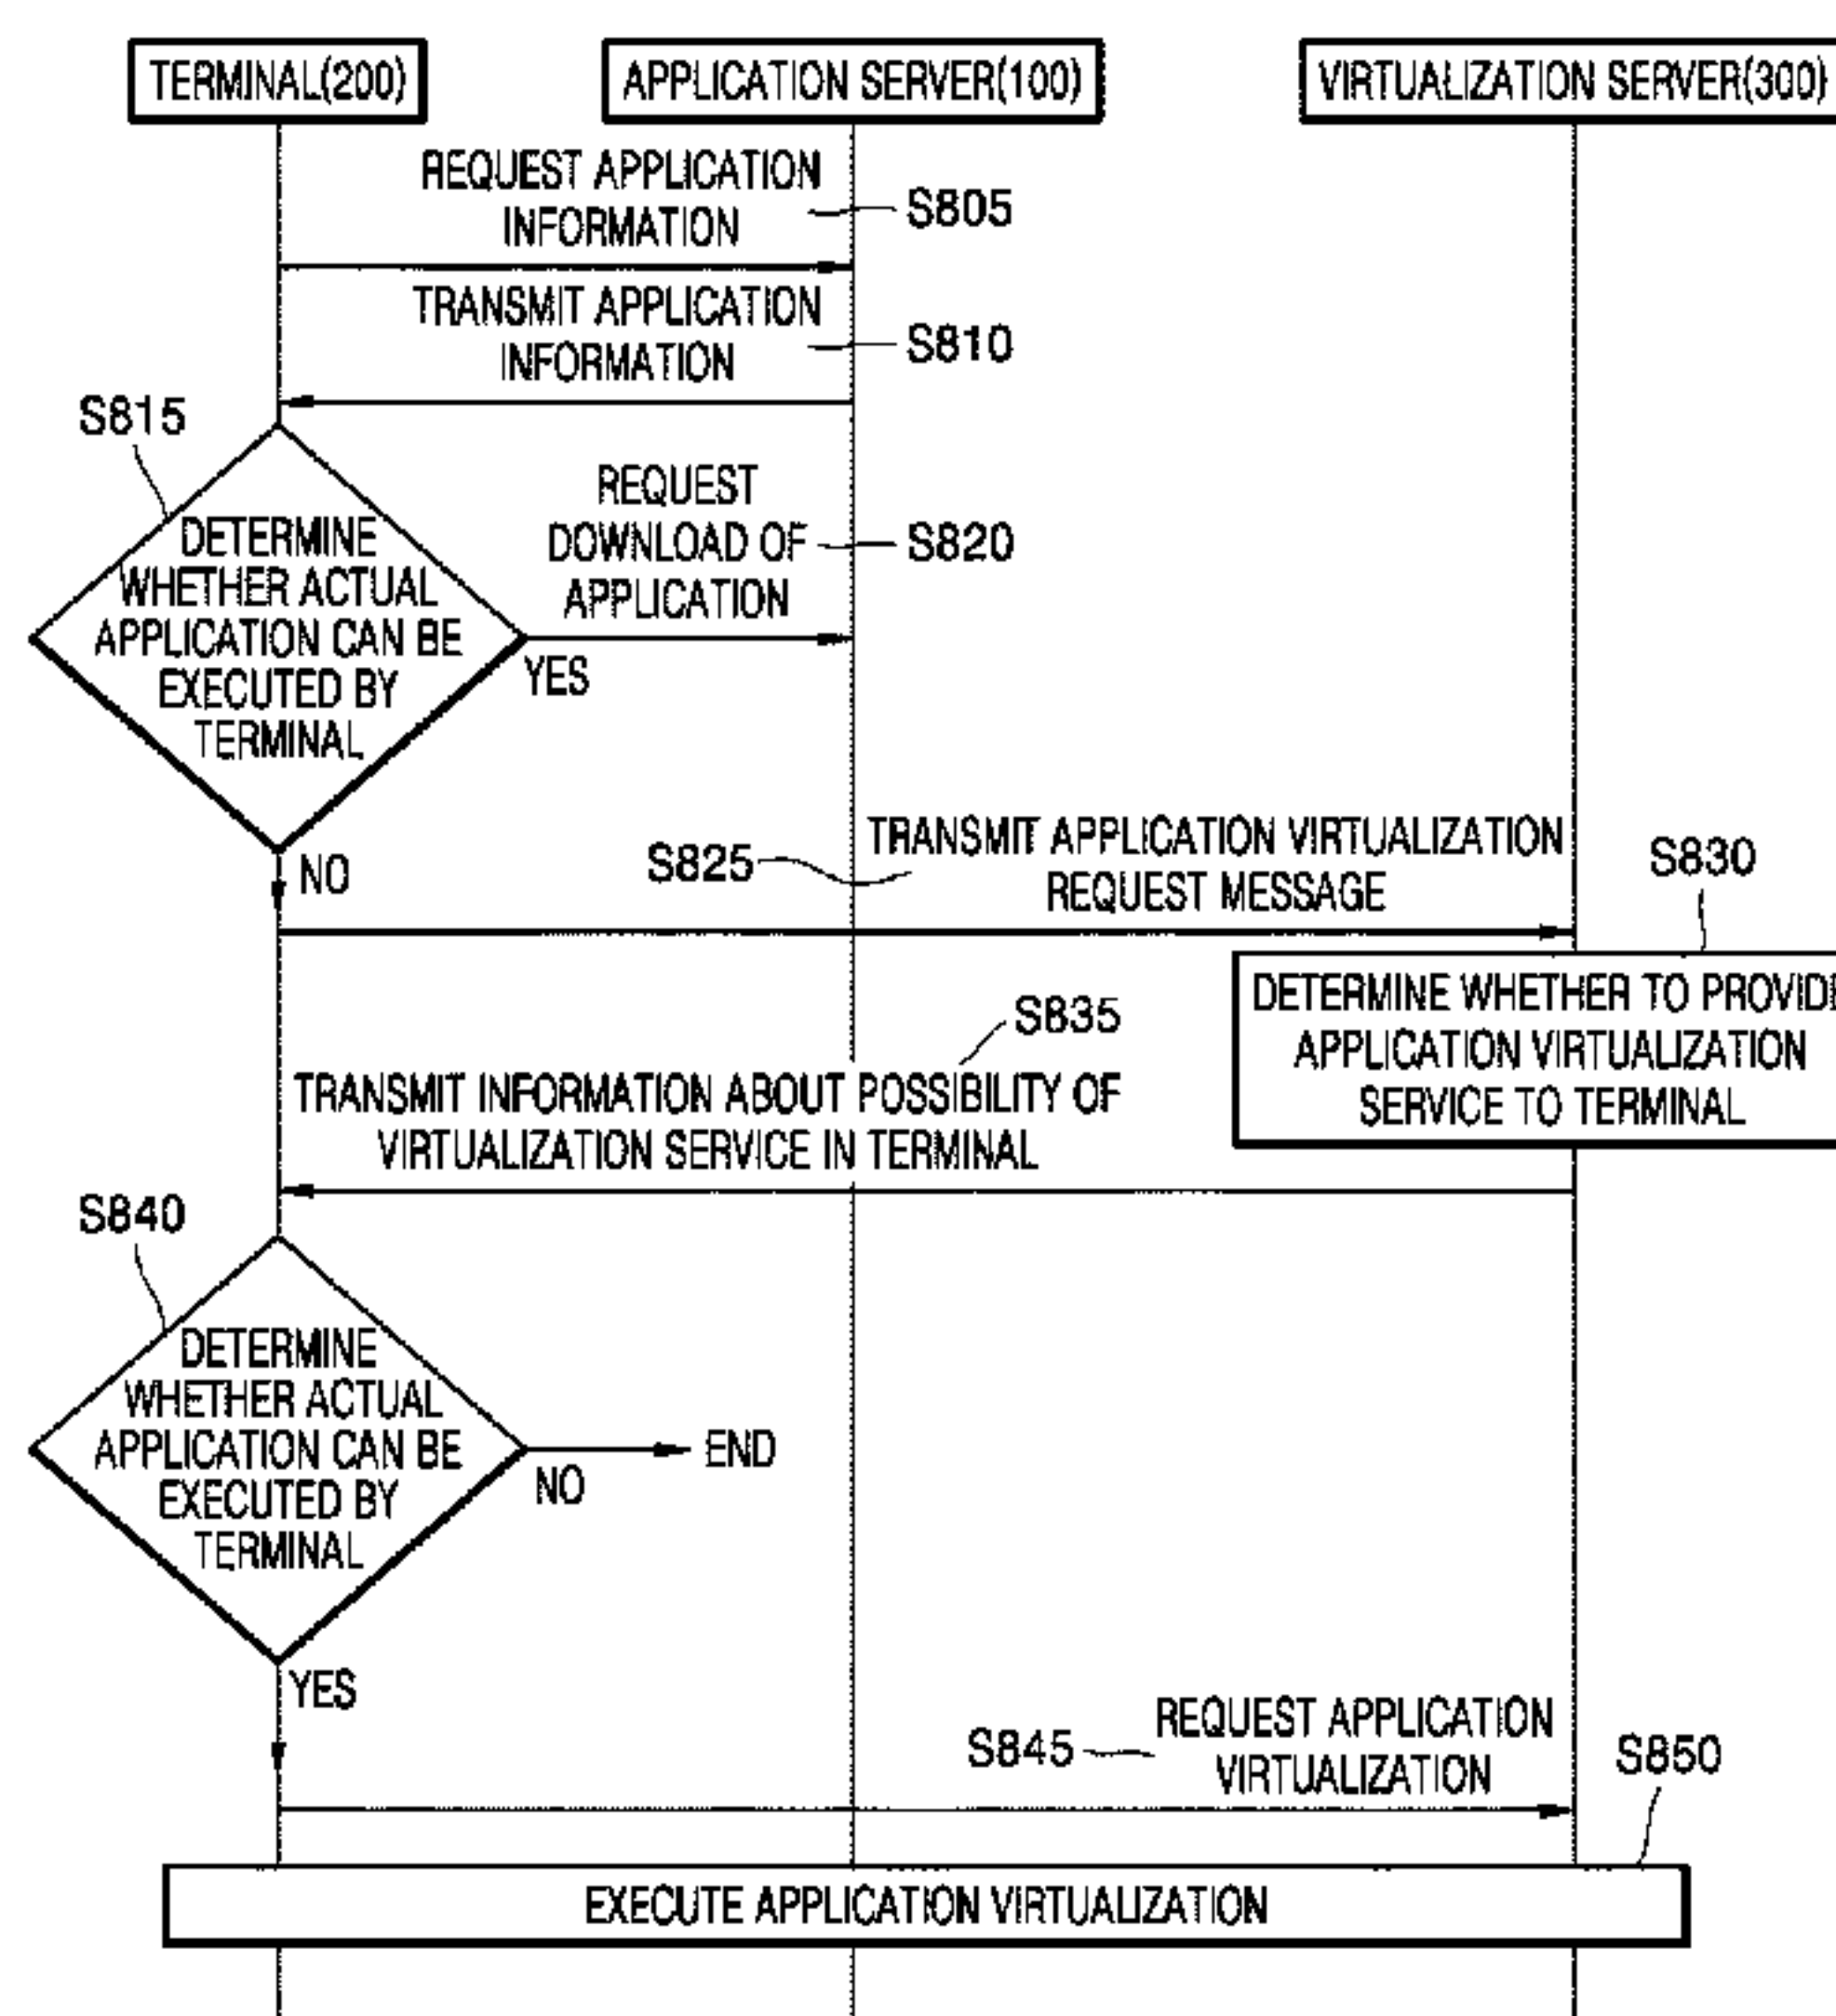 TERMINAL(200)
APPLICATION SERVER(100)
VIRTUALIZATION SERVER(300)
REQUEST APPLICATION
INFORMATION
S805
TRANSMIT APPLICATION
INFORMATION
S810
S815
DETERMINE
WHETHER ACTUAL
APPLICATION CAN BE
EXECUTED BY
TERMINAL
REQUEST
DOWNLOAD OF
APPLICATION
S820
YES
NO
S825
TRANSMIT APPLICATION VIRTUALIZATION
REQUEST MESSAGE
S830
DETERMINE WHETHER TO PROVIDE
APPLICATION VIRTUALIZATION
SERVICE TO TERMINAL
S835
TRANSMIT INFORMATION ABOUT POSSIBILITY OF
VIRTUALIZATION SERVICE IN TERMINAL
S840
DETERMINE
WHETHER ACTUAL
APPLICATION CAN BE
EXECUTED BY
TERMINAL
END
NO
YES
S845
REQUEST APPLICATION
VIRTUALIZATION
S850
EXECUTE APPLICATION VIRTUALIZATION